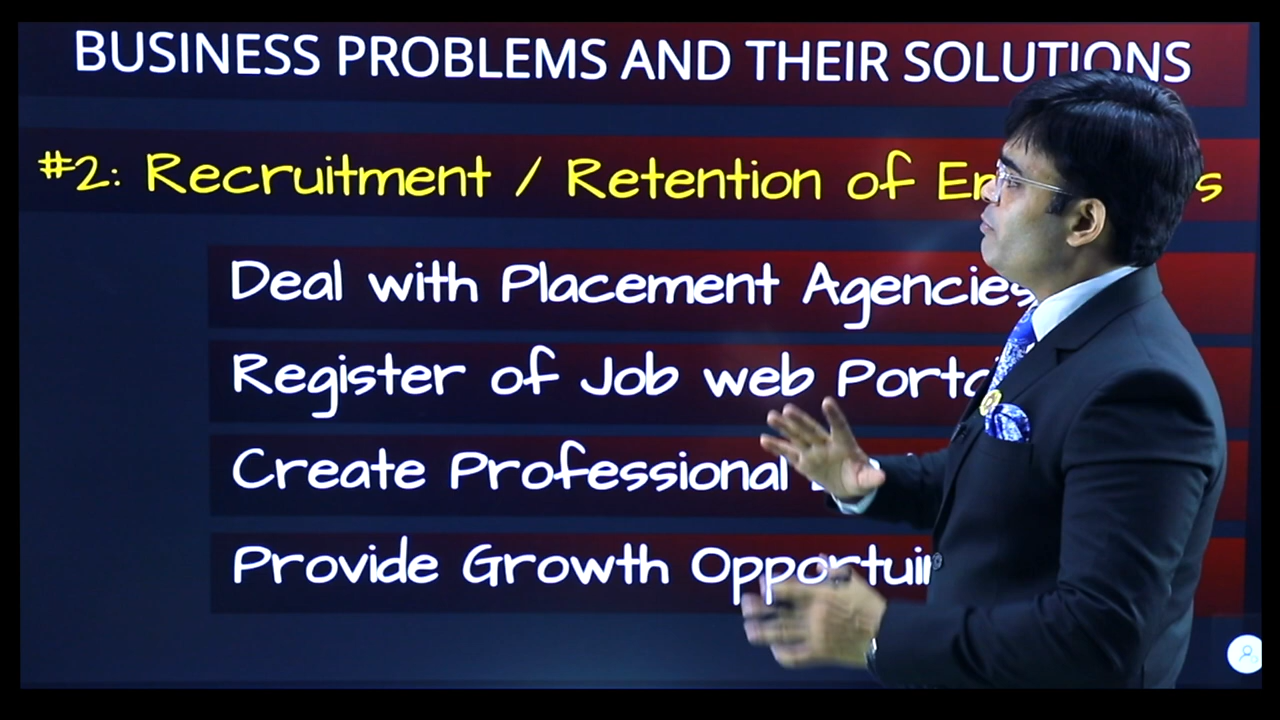 BUSINESS PROBLEMS AND THEIR SOLUTIONS
#2: Recruitment / Retention of
Deal with Placement Agencies
Register of Job web
Create Professional
Provide Growth